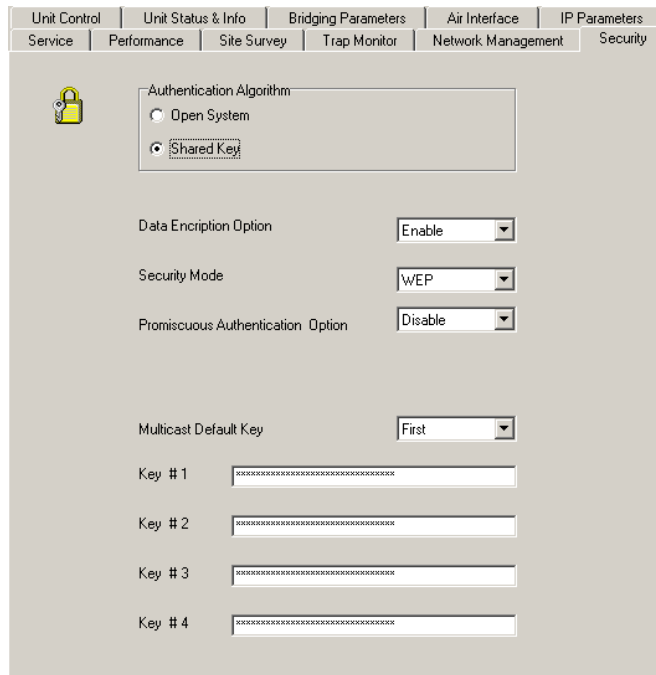 Unit Control Unit Status & Info Bridging Parameters Air Interface IP Parameters
Service Performance Site Survey Trap Monitor Network Management Security
Authentication Algorithm
Open System
Shared Key
Data Encription Option Enable
Security Mode WEP
Promiscuous Authentication Option Disable
Multicast Default Key First
Key # 1 ********************************
Key # 2 ********************************
Key # 3 ********************************
Key # 4 ********************************